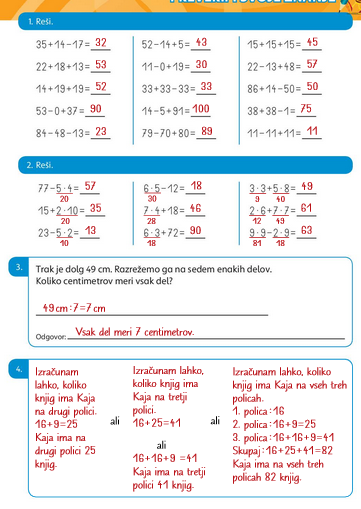 1. Reši.
35+14-17= 32 52-14+5= 43 15+15+15= 45
22+18+13= 53 11-0+19= 30 22-13+48= 57
14+19+19= 52 33+33-33= 33 86+14-50= 50
53-0+37= 90 14-5+91= 100 38+38-1= 75
84-48-13= 23 79-70+80= 89 11-11+11= 11
2. Reši.
77-5·4= 57 6·5-12= 18 3·3+5·8= 49
20 30 9 40
15+2·10= 35 7·4+18= 46 2·6+7·7= 61
20 28 12 49
23-5·2= 13 6·3+72= 90 9·9-2·9= 63
10 18 81 18
3. Trak je dolg 49 cm. Razrežemo ga na sedem enakih delov.
Koliko centimetrov meri vsak del?
49cm:7=7cm
Odgovor: Vsak del meri 7 centimetrov.
4.
Izračunam
lahko, koliko
knjig ima Kaja
na drugi polici.
16+9=25
Kaja ima na
drugi polici 25
knjig.
ali
Izračunam lahko,
koliko knjig ima
Kaja na tretji
polici.
16+25=41
ali
16+16+9 =41
Kaja ima na tretji
polici 41 knjig.
ali
Izračunam lahko, koliko
knjig ima Kaja na vseh treh
policah.
1. polica:16
2. polica:16+9=25
3. polica:16+16+9=41
Skupaj:16+25+41=82
Kaja ima na vseh treh
policah 82 knjig.